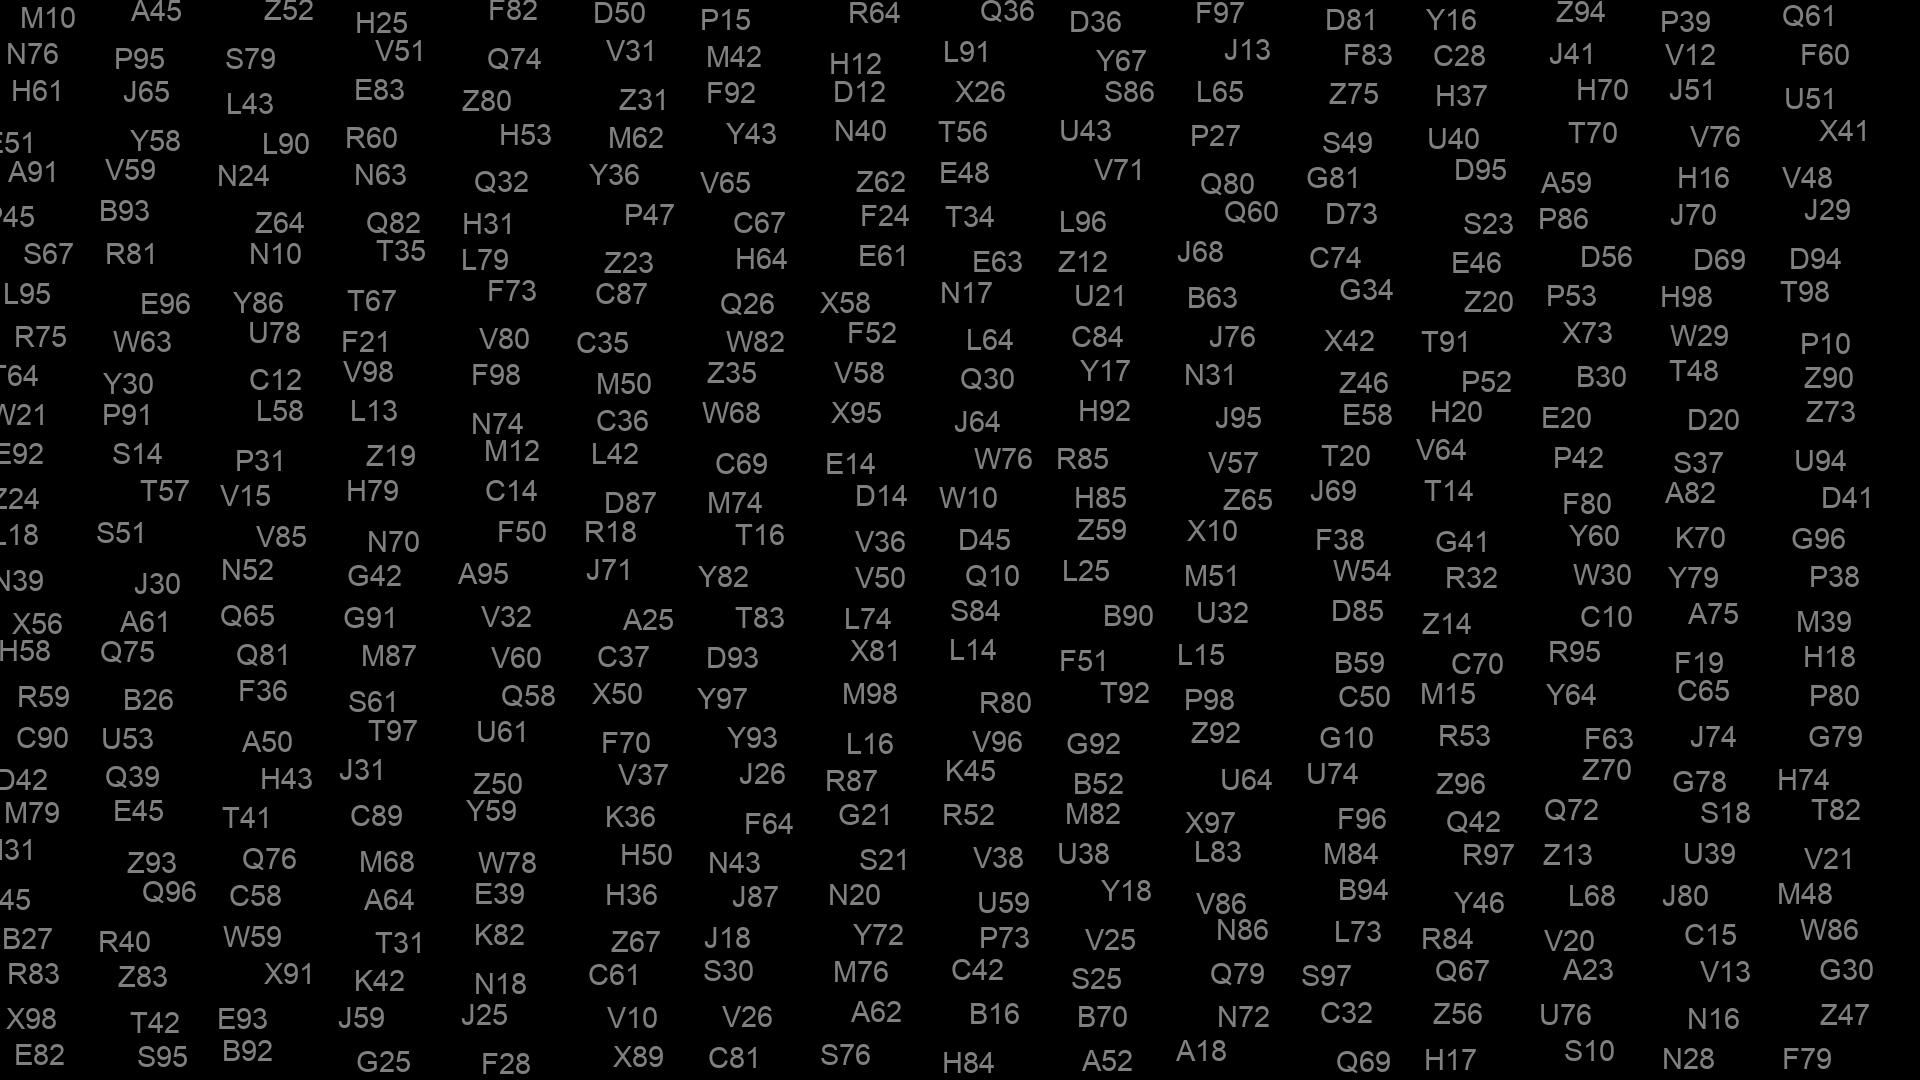 M10 A45 Z52 H25 F82 D50 P15 R64 Q36 D36 F97 D81 Y16 Z94 P39 Q61
N76 P95 S79 V51 Q74 V31 M42 H12 L91 Y67 J13 F83 C28 J41 V12 F60
H61 J65 L43 E83 Z80 Z31 F92 D12 X26 S86 L65 Z75 H37 H70 J51 U51
E51 Y58 L90 R60 H53 M62 Y43 N40 T56 U43 P27 S49 U40 T70 V76 X41
A91 V59 N24 N63 Q32 Y36 V65 Z62 E48 V71 Q80 G81 D95 A59 H16 V48
P45 B93 Z64 Q82 H31 P47 C67 F24 T34 L96 Q60 D73 S23 P86 J70 J29
S67 R81 N10 T35 L79 Z23 H64 E61 E63 Z12 J68 C74 E46 D56 D69 D94
L95 E96 Y86 T67 F73 C87 Q26 X58 N17 U21 B63 G34 Z20 P53 H98 T98
R75 W63 U78 F21 V80 C35 W82 F52 L64 C84 J76 X42 T91 X73 W29 P10
T64 Y30 C12 V98 F98 M50 Z35 V58 Q30 Y17 N31 Z46 P52 B30 T48 Z90
W21 P91 L58 L13 N74 C36 W68 X95 J64 H92 J95 E58 H20 E20 D20 Z73
E92 S14 P31 Z19 M12 L42 C69 E14 W76 R85 V57 T20 V64 P42 S37 U94
Z24 T57 V15 H79 C14 D87 M74 D14 W10 H85 Z65 J69 T14 F80 A82 D41
L18 S51 V85 N70 F50 R18 T16 V36 D45 Z59 X10 F38 G41 Y60 K70 G96
N39 J30 N52 G42 A95 J71 Y82 V50 Q10 L25 M51 W54 R32 W30 Y79 P38
X56 A61 Q65 G91 V32 A25 T83 L74 S84 B90 U32 D85 Z14 C10 A75 M39
H58 Q75 Q81 M87 V60 C37 D93 X81 L14 F51 L15 B59 C70 R95 F19 H18
R59 B26 F36 S61 Q58 X50 Y97 M98 R80 T92 P98 C50 M15 Y64 C65 P80
C90 U53 A50 T97 U61 F70 Y93 L16 V96 G92 Z92 G10 R53 F63 J74 G79
D42 Q39 H43 J31 Z50 V37 J26 R87 K45 B52 U64 U74 Z96 Z70 G78 H74
M79 E45 T41 C89 Y59 K36 F64 G21 R52 M82 X97 F96 Q42 Q72 S18 T82
31 Z93 Q76 M68 W78 H50 N43 S21 V38 U38 L83 M84 R97 Z13 U39 V21
45 Q96 C58 A64 E39 H36 J87 N20 U59 Y18 V86 B94 Y46 L68 J80 M48
B27 R40 W59 T31 K82 Z67 J18 Y72 P73 V25 N86 L73 R84 V20 C15 W86
R83 Z83 X91 K42 N18 C61 S30 M76 C42 S25 Q79 S97 Q67 A23 V13 G30
X98 T42 E93 J59 J25 V10 V26 A62 B16 B70 N72 C32 Z56 U76 N16 Z47
E82 S95 B92 G25 F28 X89 C81 S76 H84 A52 A18 Q69 H17 S10 N28 F79